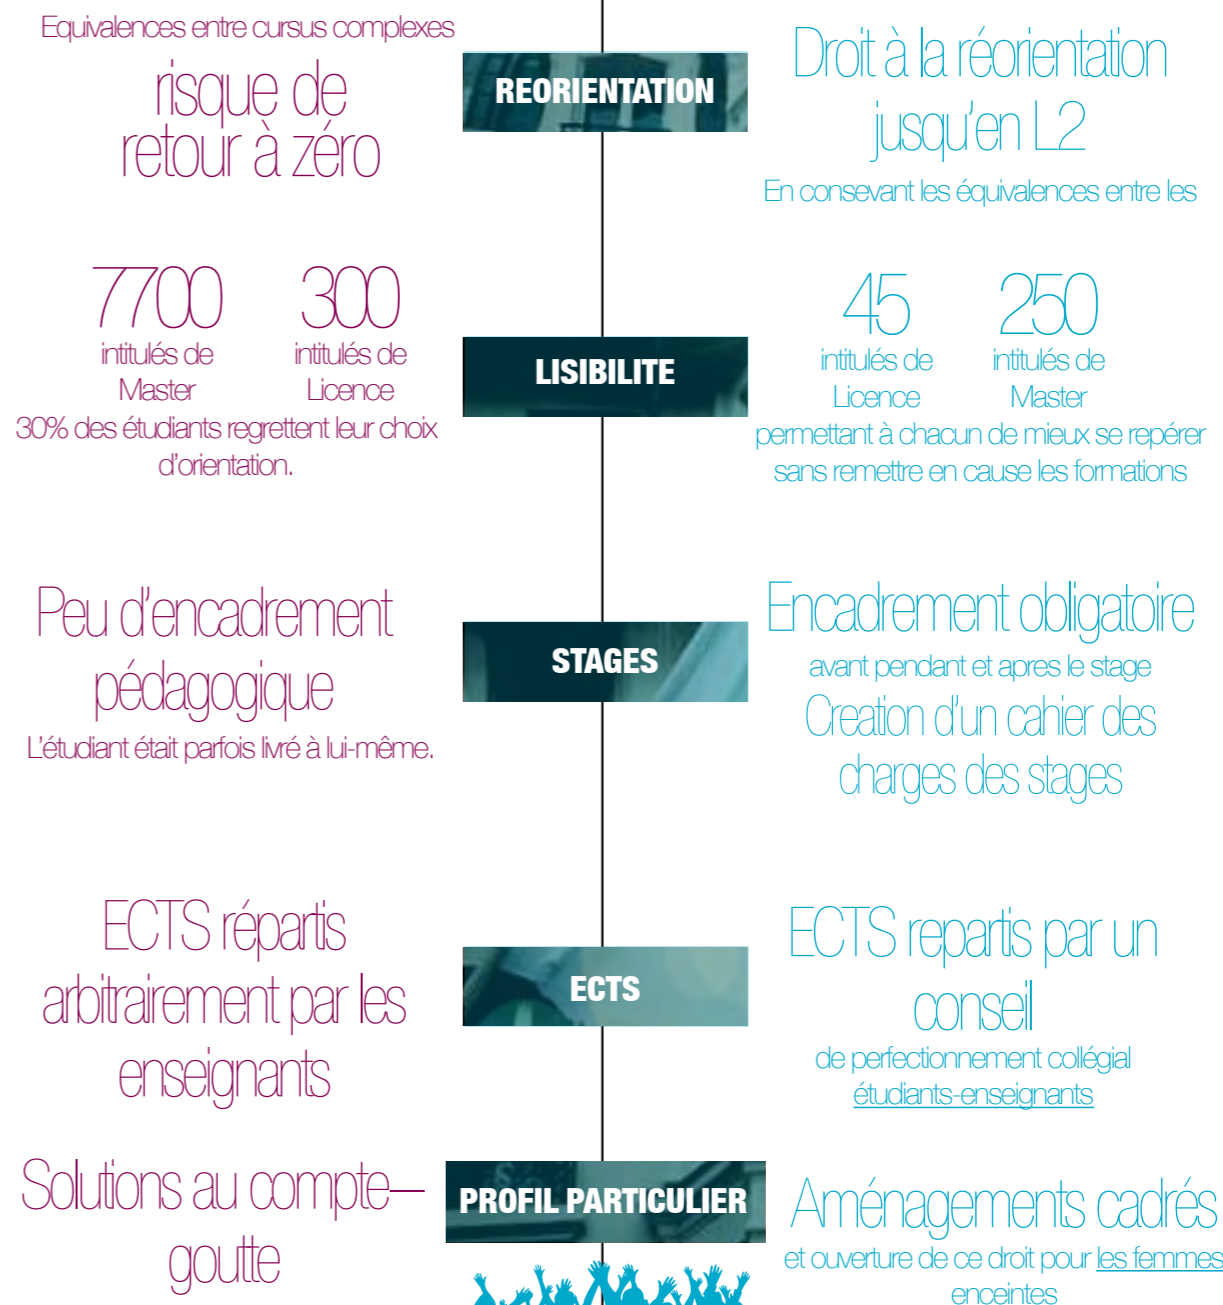 Equivalences entre cursus complexes
risque de
retour à zéro
REORIENTATION
Droit à la réorientation
jusqu'en L2
En consevant les équivalences entre les
7700 300
intitulés de intitulés de
Master Licence
30% des étudiants regrettent leur choix
d'orientation.
LISIBILITE
45 250
intitulés de intitulés de
Licence Master
permettant à chacun de mieux se repérer
sans remettre en cause les formations
Peu d'encadrement
pédagogique
L'étudiant était parfois livré à lui-même.
STAGES
Encadrement obligatoire
avant pendant et apres le stage
Creation d'un cahier des
charges des stages
ECTS répartis
arbitrairement par les
enseignants
ECTS
ECTS repartis par un
conseil
de perfectionnement collégial
étudiants-enseignants
Solutions au compte—
goutte
PROFIL PARTICULIER
Aménagements cadrés
et ouverture de ce droit pour les femmes
enceintes